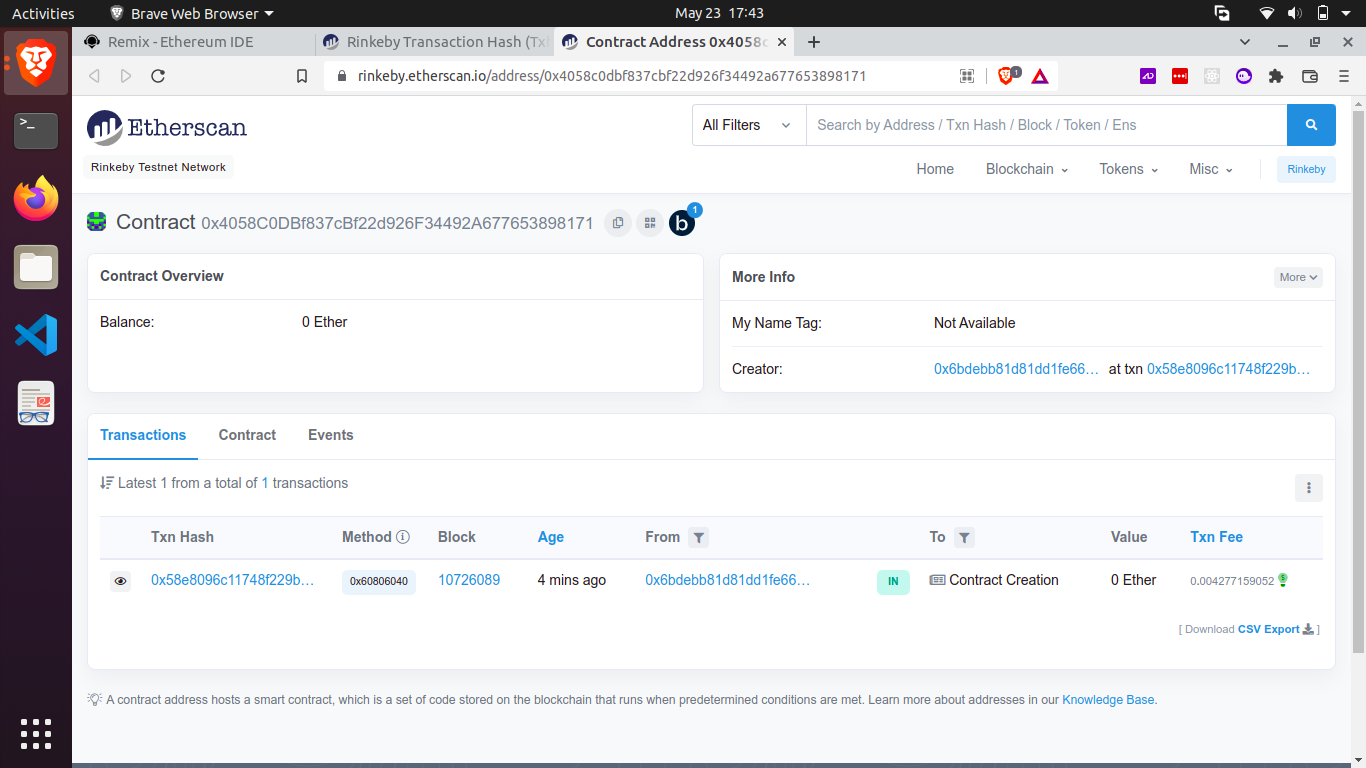 Activities Brave Web Browser May 23 17:43
Remix - Ethereum IDE Rinkeby Transaction Hash (Tx Contract Address 0x4058c
rinkeby.etherscan.io/address/0x4058c0dbf837cbf22d926f34492a677653898171 1
Etherscan All Filters Search by Address / Txn Hash / Block / Token / Ens
Rinkeby Testnet Network Home Blockchain Tokens Misc Rinkeby
Contract 0x4058C0DBf837cBf22d926F34492A677653898171 b 1
Contract Overview
Balance: 0 Ether
More Info More
My Name Tag: Not Available
Creator: 0x6bdebb81d81dd1fe66... at txn 0x58e8096c11748f229b...
Transactions Contract Events
Latest 1 from a total of 1 transactions
Txn Hash Method Block Age From To Value Txn Fee
0x58e8096c11748f229b... 0x60806040 10726089 4 mins ago 0x6bdebb81d81dd1fe66... IN Contract Creation 0 Ether 0.004277159052
[ Download CSV Export ]
A contract address hosts a smart contract, which is a set of code stored on the blockchain that runs when predetermined conditions are met. Learn more about addresses in our Knowledge Base.